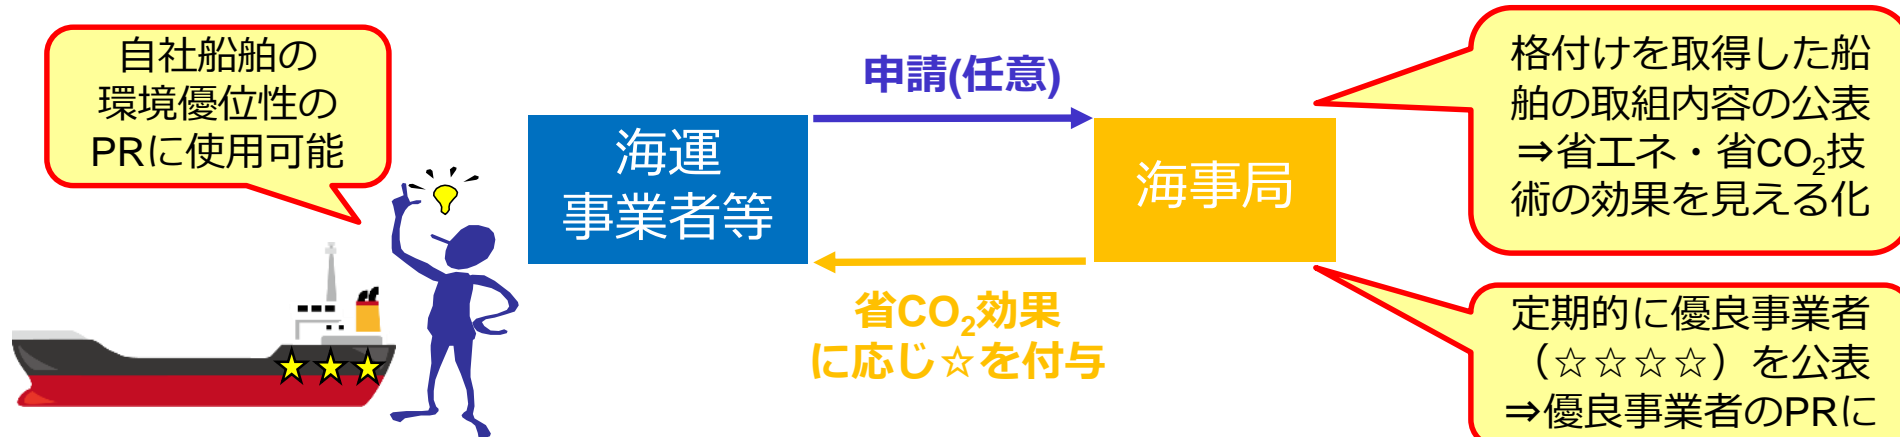 自社船舶の
環境優位性の
PRに使用可能
申請(任意)
海運
事業者等
海事局
省CO₂効果
に応じ☆を付与
格付けを取得した船
舶の取組内容の公表
⇒省エネ・省CO₂技
術の効果を見える化
定期的に優良事業者
（☆☆☆☆）を公表
⇒優良事業者のPRに